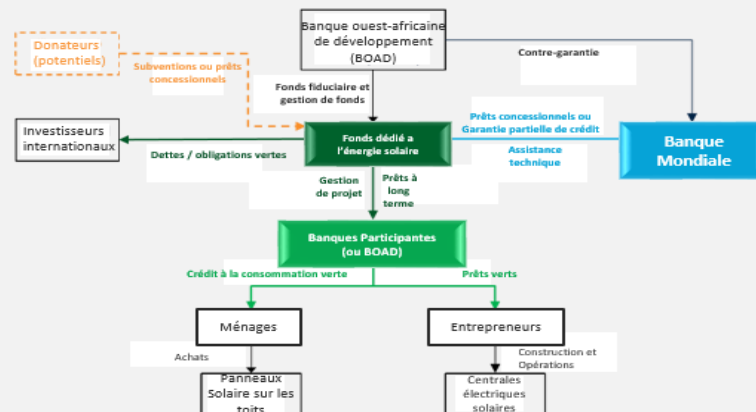 Banque ouest-africaine
de développement
(BOAD)
Donateurs
(potentiels)
Subventions ou prêts
concessionnels
Contre-garantie
Fonds fiduciaire et
gestion de fonds
Investisseurs
internationaux
Dettes / obligations vertes
Fonds dédié a
l'énergie solaire
Prêts concessionnels ou
Garantie partielle de crédit
Assistance
technique
Banque
Mondiale
Gestion
de projet
Prêts à
long
terme
Banques Participantes
(ou BOAD)
Crédit à la consommation verte
Prêts verts
Ménages
Entrepreneurs
Achats
Construction et
Opérations
Panneaux
Solaire sur les
toits
Centrales
électriques
solaires